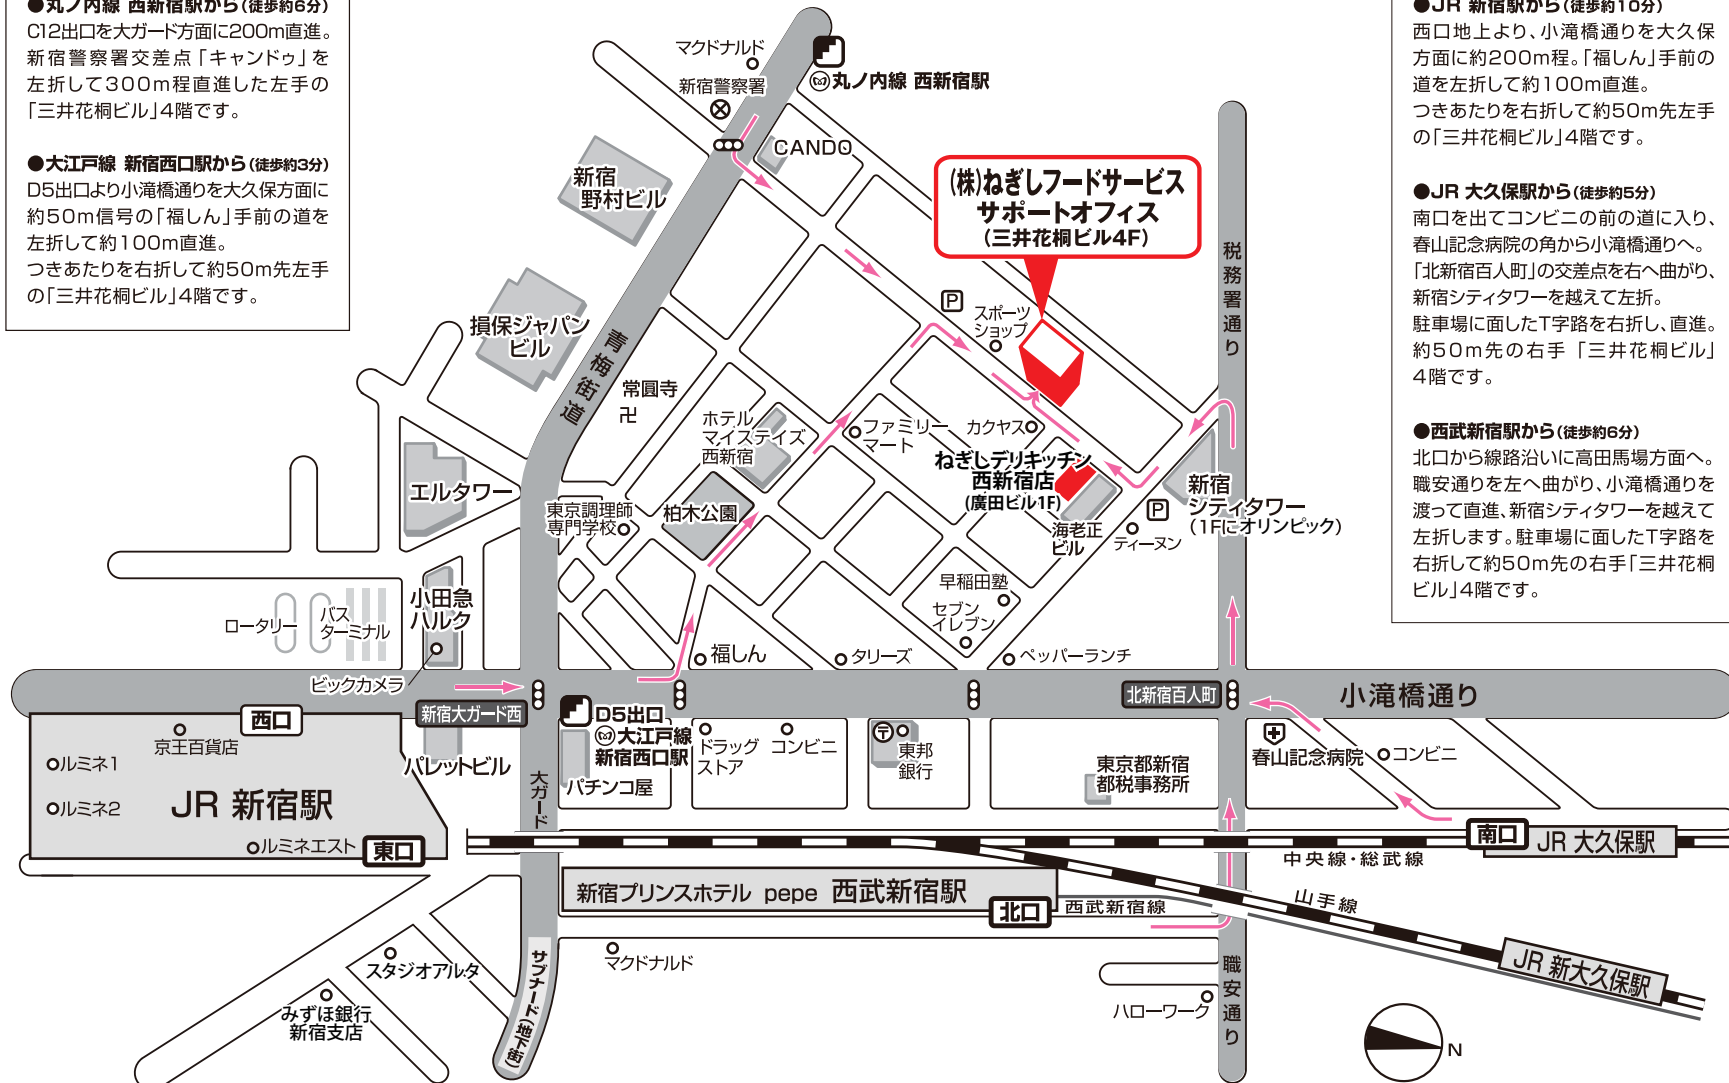 ●丸ノ内線 西新宿駅から(徒歩約6分)
C12出口を大ガード方面に200m直進。
新宿警察署交差点「キャンドゥ」を
左折して300m程直進した左手の
「三井花桐ビル」4階です。
●大江戸線 新宿西口駅から(徒歩約3分)
D5出口より小滝橋通りを大久保方面に
約50m信号の「福しん」手前の道を
左折して約100m直進。
つきあたりを右折して約50m先左手
の「三井花桐ビル」4階です。
●JR 新宿駅から(徒歩約10分)
西口地上より、小滝橋通りを大久保
方面に約200m程。「福しん」手前の
道を左折して約100m直進。
つきあたりを右折して約50m先左手
の「三井花桐ビル」4階です。
●JR 大久保駅から(徒歩約5分)
南口を出てコンビニの前の道に入り、
春山記念病院の角から小滝橋通りへ。
「北新宿百人町」の交差点を右へ曲がり、
新宿シティタワーを越えて左折。
駐車場に面したT字路を右折し、直進。
約50m先の右手「三井花桐ビル」
4階です。
●西武新宿駅から(徒歩約6分)
北口から線路沿いに高田馬場方面へ。
職安通りを左へ曲がり、小滝橋通りを
渡って直進、新宿シティタワーを越えて
左折します。駐車場に面したT字路を
右折して約50m先の右手「三井花桐
ビル」4階です。
マクドナルド
新宿警察署
丸ノ内線 西新宿駅
CANDO
新宿
野村ビル
(株)ねぎしフードサービス
サポートオフィス
(三井花桐ビル4F)
税務署通り
P
スポーツ
ショップ
損保ジャパン
ビル
青梅街道
常圓寺
卍
ホテル
マイステイズ
西新宿
ファミリー
マート
カクヤス
ねぎしデリキッチン
西新宿店
(廣田ビル1F)
海老正
ビル
P
ティーヌン
新宿
シティタワー
(1Fにオリンピック)
エルタワー
東京調理師
専門学校
柏木公園
早稲田塾
セブン
イレブン
小田急
ハルク
ロータリー
バス
ターミナル
ビックカメラ
福しん
タリーズ
ペッパーランチ
新宿大ガード西
北新宿百人町
小滝橋通り
西口
京王百貨店
ルミネ1
ルミネ2
JR 新宿駅
ルミネエスト
東口
パレットビル
大ガード
D5出口
大江戸線
新宿西口駅
パチンコ屋
ドラッグ
ストア
コンビニ
〒
東邦
銀行
東京都新宿
都税事務所
春山記念病院
コンビニ
南口
JR 大久保駅
中央線・総武線
新宿プリンスホテル pepe 西武新宿駅
北口
西武新宿線
山手線
JR 新大久保駅
スタジオアルタ
みずほ銀行
新宿支店
サブナード(地下街)
マクドナルド
職安通り
ハローワーク
N